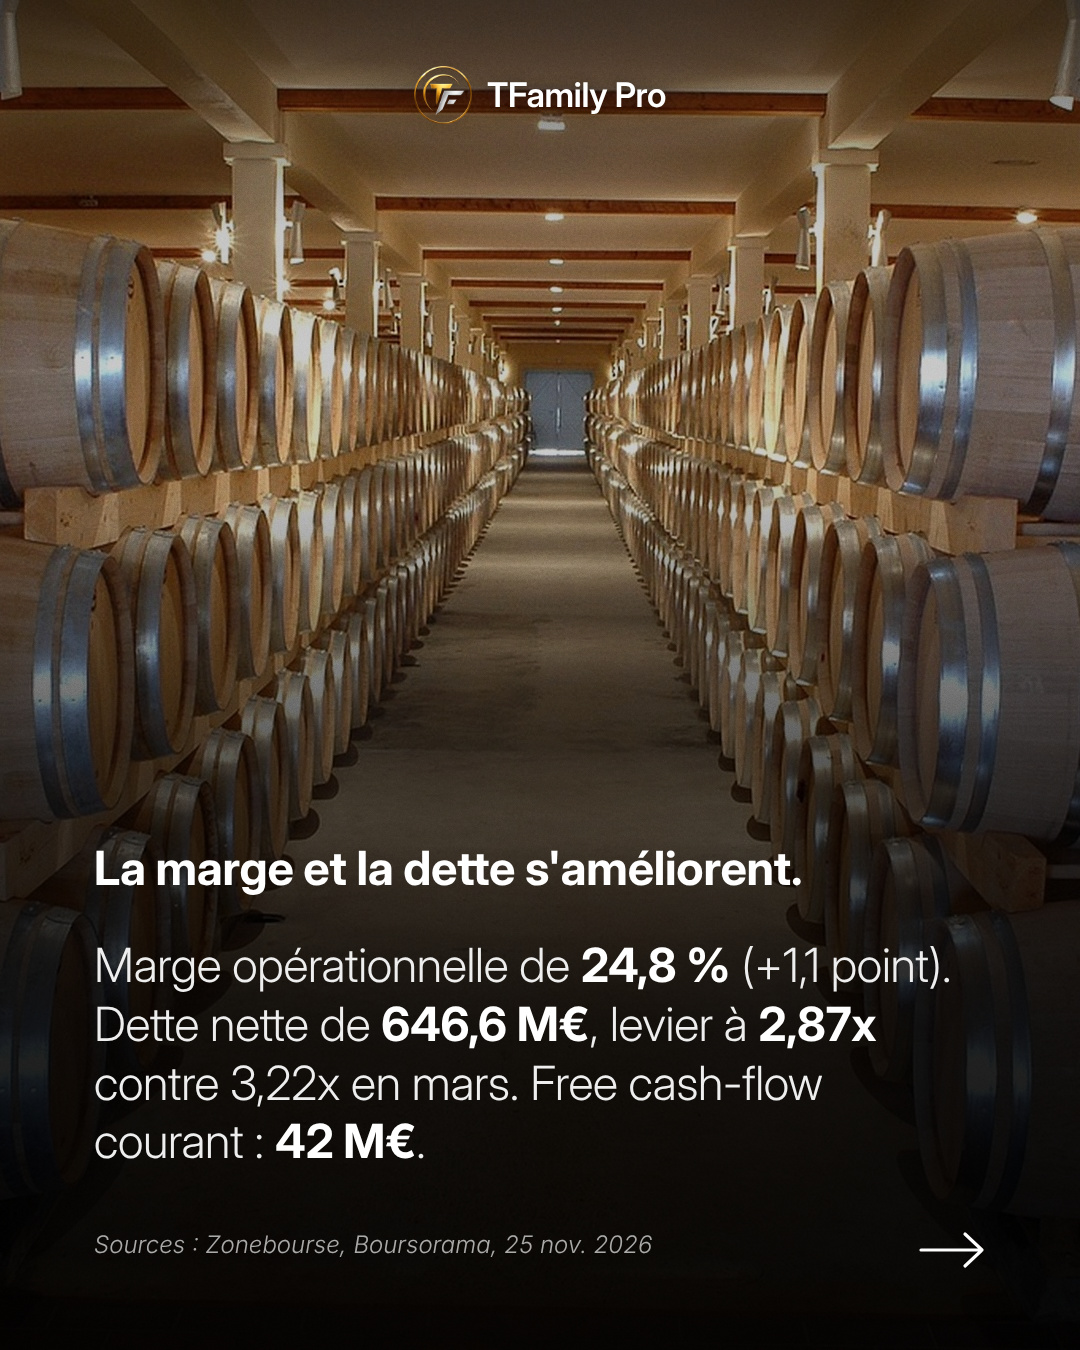 TF
TFamily Pro
La marge et la dette s'améliorent.
Marge opérationnelle de 24,8 % (+1,1 point).
Dette nette de 646,6 M€, levier à 2,87x
contre 3,22x en mars. Free cash-flow
courant : 42 M€.
Sources : Zonebourse, Boursorama, 25 nov. 2026